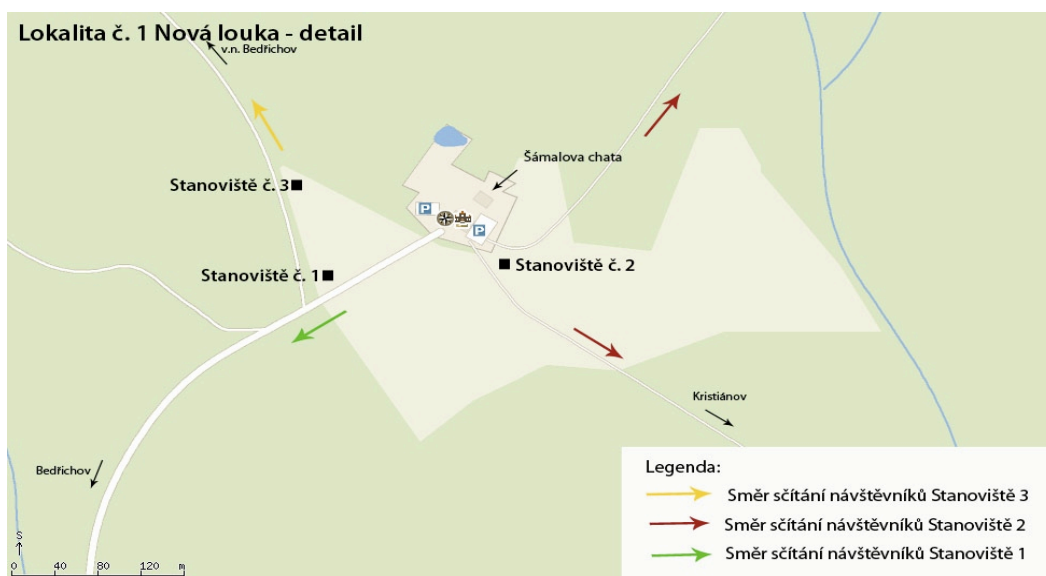 Lokalita č. 1 Nová louka - detail
v.n. Bedřichov
Šámalova chata
Stanoviště č. 3
P
P
Stanoviště č. 1
Stanoviště č. 2
Kristiánov
Bedřichov
Legenda:
Směr sčítání návštěvníků Stanoviště 3
Směr sčítání návštěvníků Stanoviště 2
Směr sčítání návštěvníků Stanoviště 1
S
0 40 80 120 m